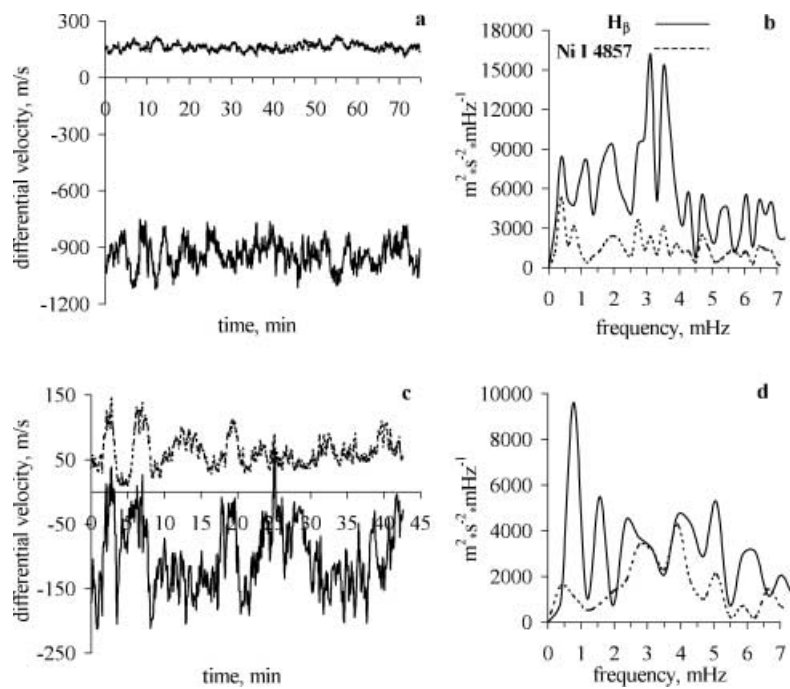 a
differential velocity, m/s
300
0
-300
-600
-900
-1200
0 10 20 30 40 50 60 70
time, min
b
H_β
Ni I 4857
m²*s⁻²*mHz⁻¹
18000
15000
12000
9000
6000
3000
0
0 1 2 3 4 5 6 7
frequency, mHz
c
differential velocity, m/s
150
50
-50
-150
-250
0 5 10 15 20 25 30 35 40 45
time, min
d
m²*s⁻²*mHz⁻¹
10000
8000
6000
4000
2000
0
0 1 2 3 4 5 6 7
frequency, mHz